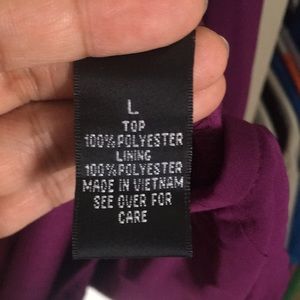 L
TOP
100%POLYESTER
LINING
100%POLYESTER
MADE IN VIETNAM
SEE OVER FOR
CARE